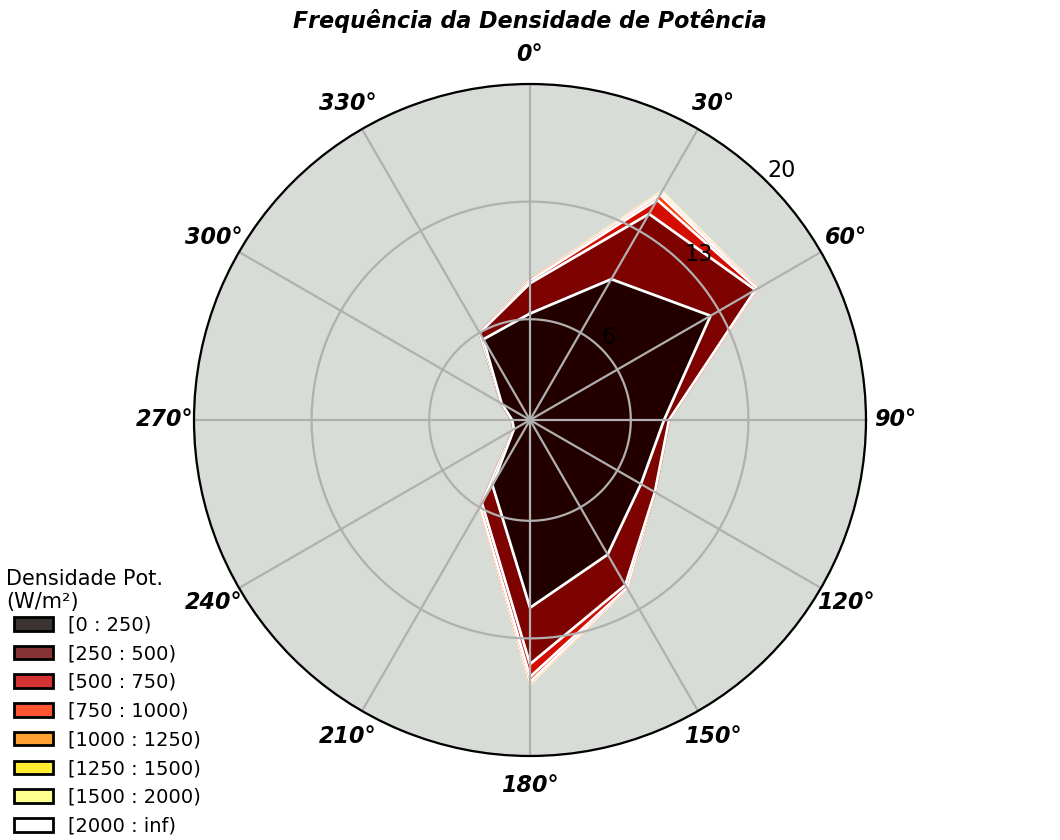 Frequência da Densidade de Potência
0°
330°
30°
20
300°
60°
13
6
270°
90°
240°
120°
210°
150°
180°
Densidade Pot.
(W/m²)
[0 : 250)
[250 : 500)
[500 : 750)
[750 : 1000)
[1000 : 1250)
[1250 : 1500)
[1500 : 2000)
[2000 : inf)